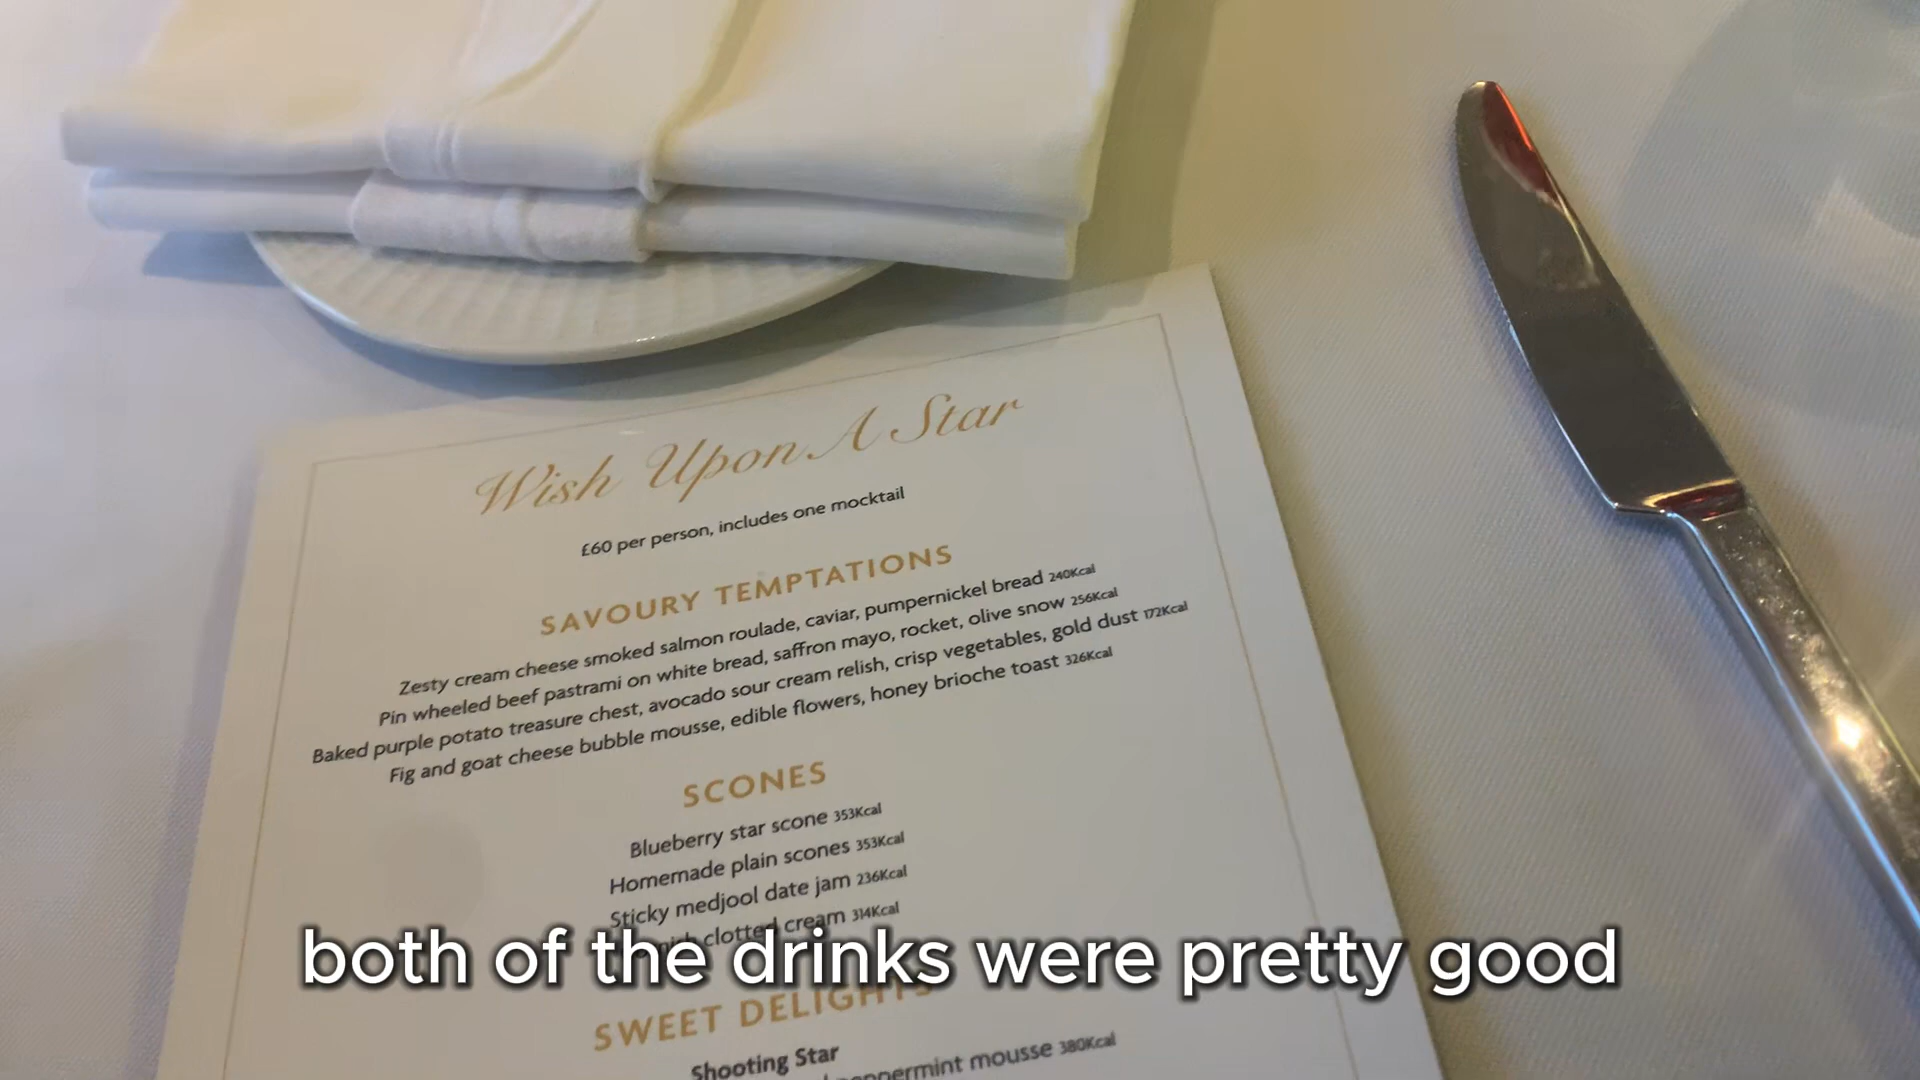 Wish Upon A Star
£60 per person, includes one mocktail
SAVOURY TEMPTATIONS
Zesty cream cheese smoked salmon roulade, caviar, pumpernickel bread 240Kcal
Pin wheeled beef pastrami on white bread, saffron mayo, rocket, olive snow 256Kcal
Baked purple potato treasure chest, avocado sour cream relish, crisp vegetables, gold dust 172Kcal
Fig and goat cheese bubble mousse, edible flowers, honey brioche toast 326Kcal
SCONES
Blueberry star scone 353Kcal
Homemade plain scones 353Kcal
Sticky medjool date jam 236Kcal
clotted cream 314Kcal
both of the drinks were pretty good
SWEET DELIGHTS
Shooting Star
mousse 380Kcal